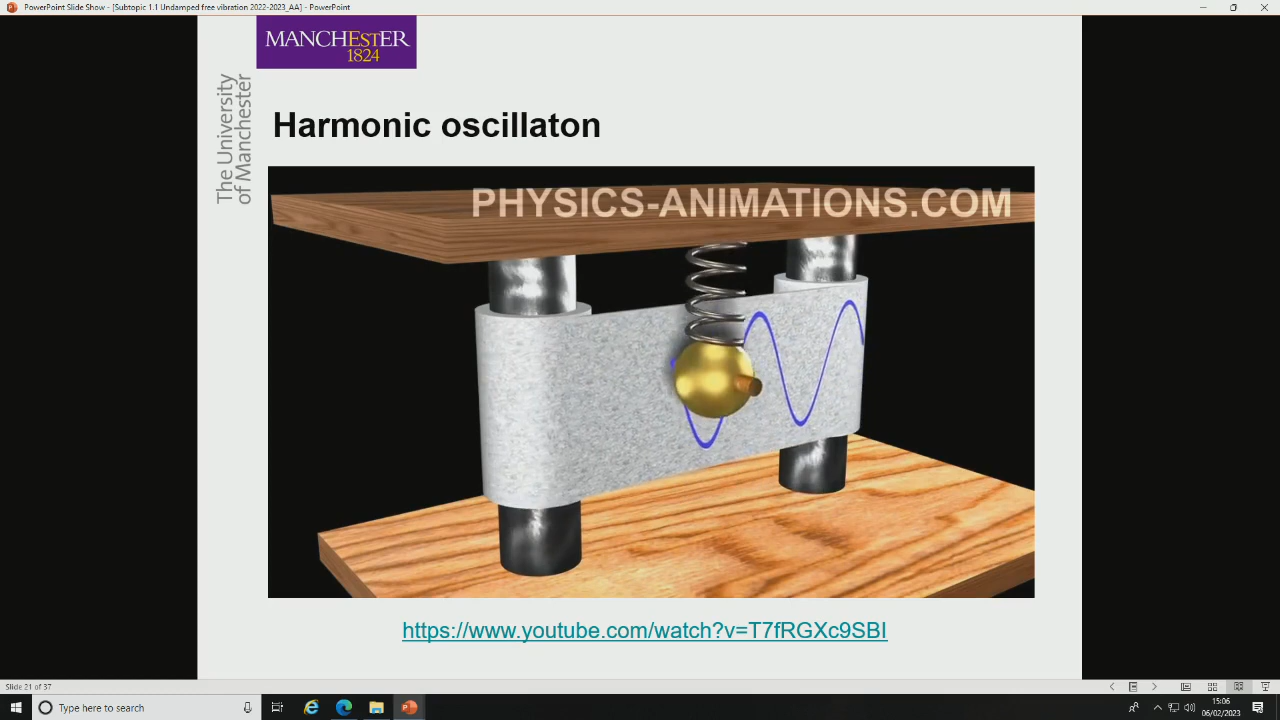 PowerPoint Slide Show - [Subtopic 1.1 Undamped free vibration 2022-2023_AA] - PowerPoint
MANCHESTER
1824
The University
of Manchester
Harmonic oscillaton
PHYSICS-ANIMATIONS.COM
https://www.youtube.com/watch?v=T7fRGXc9SBI
Slide 21 of 37
Type here to search
15:06
06/02/2023